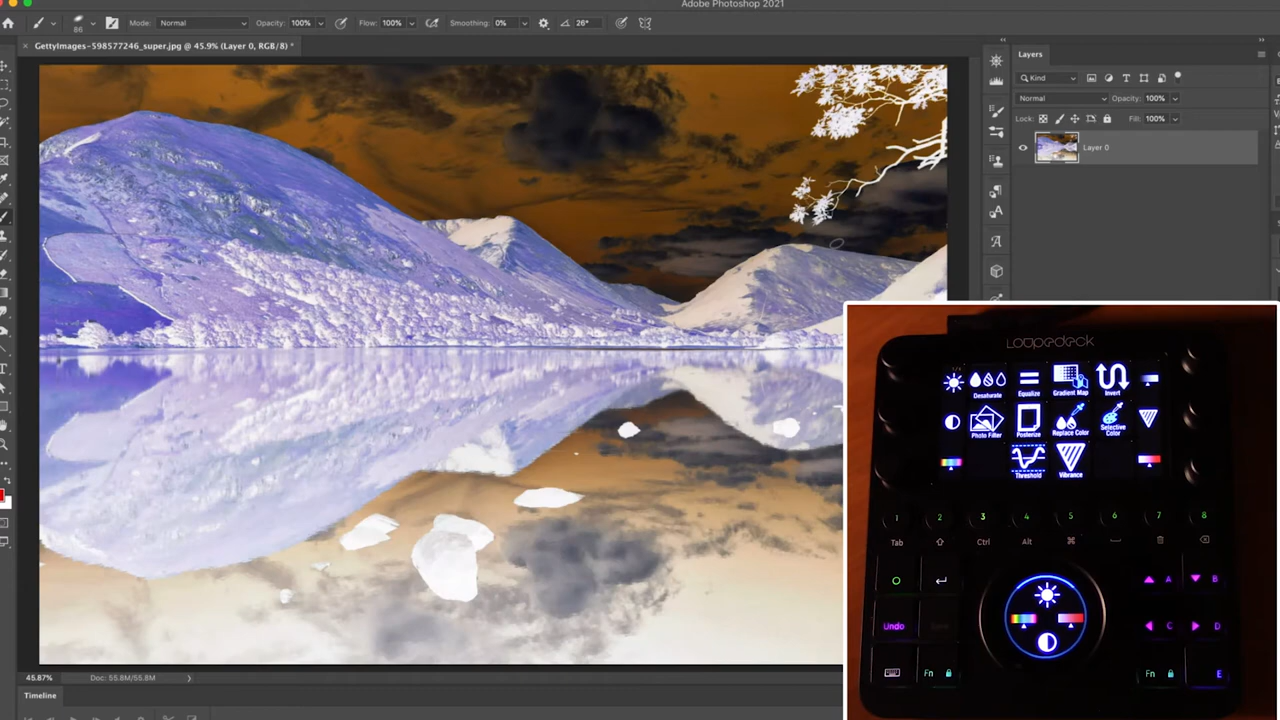 Adobe Photoshop 2021
86
Mode: Normal
Opacity: 100%
Flow: 100%
Smoothing: 0%
26°
GettyImages-598577246_super.jpg @ 45.9% (Layer 0, RGB/8) *
Layers
Kind
Normal
Opacity: 100%
Lock:
Fill: 100%
Layer 0
loupedeck
Desaturate
Equalize
Gradient Map
Invert
Photo Filler
Posterize
Replace Color
Selective Color
Threshold
Vibrance
1 2 3 4 5 6 7 8
Tab
Ctrl
Alt
A
B
Undo
C
D
Fn
Fn
E
45.87%
Doc: 55.8M/55.8M
Timeline